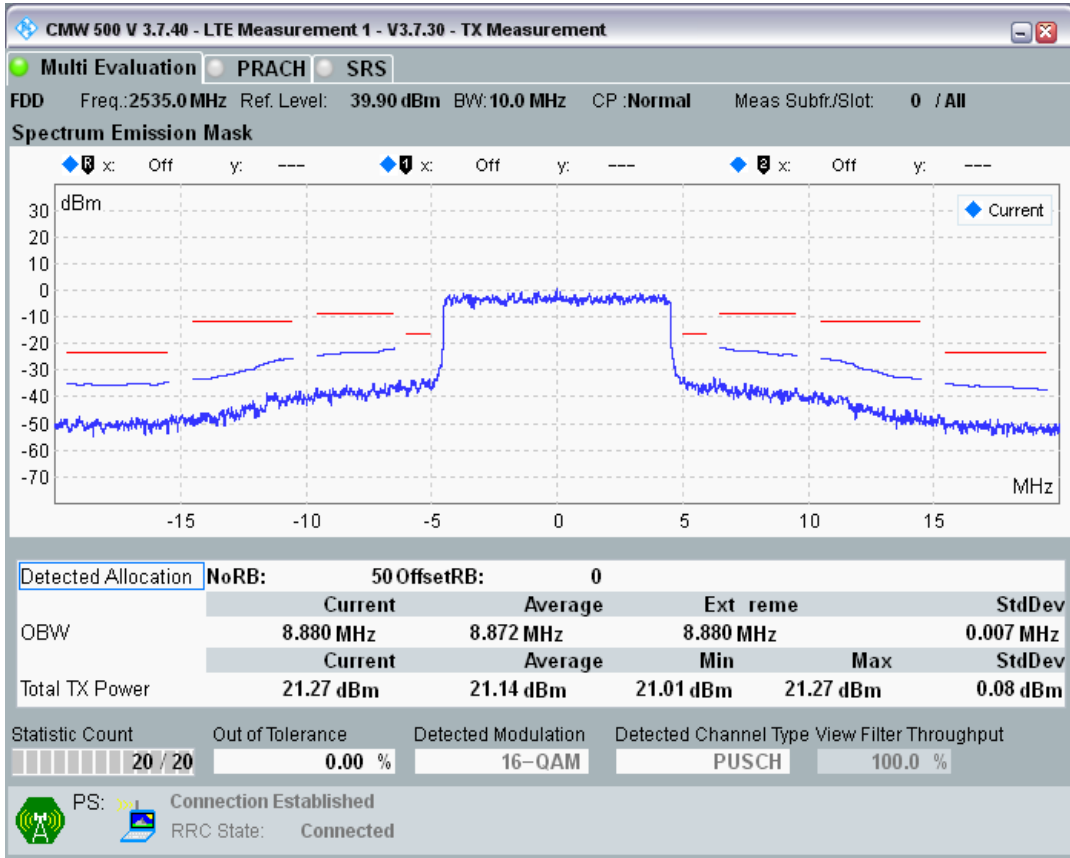 CMW 500 V 3.7.40 - LTE Measurement 1 - V3.7.30 - TX Measurement
Multi Evaluation PRACH SRS
FDD Freq.:2535.0 MHz Ref. Level: 39.90 dBm BW: 10.0 MHz CP :Normal Meas Subfr./Slot: 0 / All
Spectrum Emission Mask
R x: Off y: --- 1 x: Off y: --- 2 x: Off y: ---
dBm
Current
30
20
10
0
-10
-20
-30
-40
-50
-60
-70
MHz
-15 -10 -5 0 5 10 15
Detected Allocation NoRB: 50 OffsetRB: 0
Current Average Ext reme StdDev
OBW 8.880 MHz 8.872 MHz 8.880 MHz 0.007 MHz
Current Average Min Max StdDev
Total TX Power 21.27 dBm 21.14 dBm 21.01 dBm 21.27 dBm 0.08 dBm
Statistic Count Out of Tolerance Detected Modulation Detected Channel Type View Filter Throughput
20 / 20 0.00 % 16-QAM PUSCH 100.0 %
PS: Connection Established
RRC State: Connected